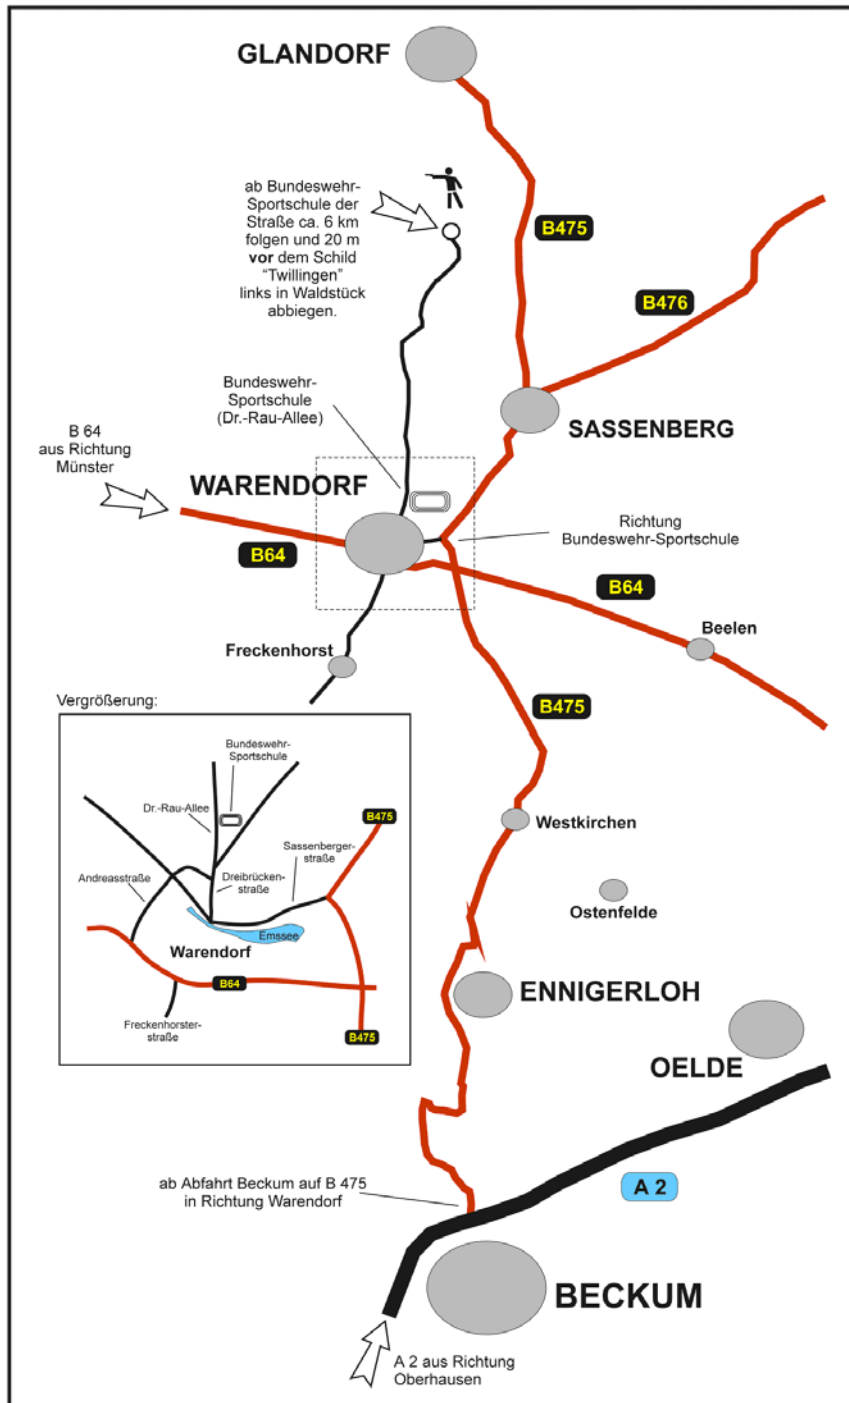 GLANDORF
ab Bundeswehr-
Sportschule der
Straße ca. 6 km
folgen und 20 m
vor dem Schild
"Twillingen"
links in Waldstück
abbiegen.
B475
B476
Bundeswehr-
Sportschule
(Dr.-Rau-Allee)
SASSENBERG
B 64
aus Richtung
Münster
WARENDORF
Richtung
Bundeswehr-Sportschule
B64
B64
Beelen
Freckenhorst
B475
Vergrößerung:
Bundeswehr-
Sportschule
Dr.-Rau-Allee
B475
Sassenberger-
straße
Andreasstraße
Dreibrücken-
straße
Emssee
Warendorf
B64
Freckenhorster-
straße
B475
Westkirchen
Ostenfelde
ENNIGERLOH
OELDE
ab Abfahrt Beckum auf B 475
in Richtung Warendorf
A 2
BECKUM
A 2 aus Richtung
Oberhausen